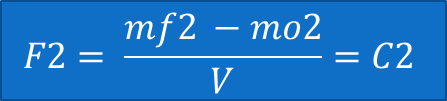 F2 = mf2 − mo2 / V = C2